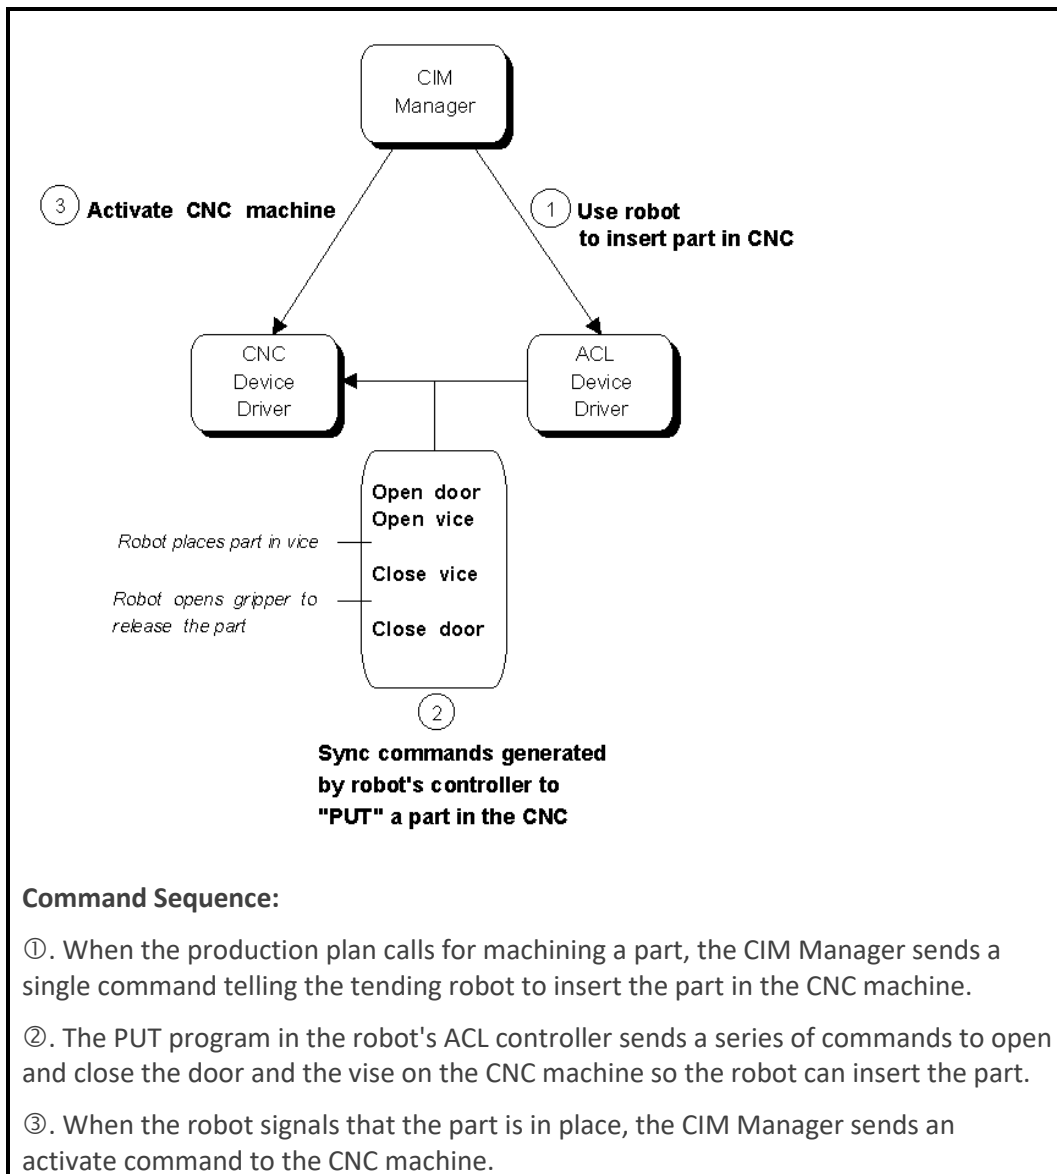 CIM
Manager
3 Activate CNC machine
1 Use robot
to insert part in CNC
CNC
Device
Driver
ACL
Device
Driver
Open door
Open vice
Robot places part in vice
Close vice
Robot opens gripper to
release the part
Close door
2
Sync commands generated
by robot's controller to
"PUT" a part in the CNC
Command Sequence:
①. When the production plan calls for machining a part, the CIM Manager sends a
single command telling the tending robot to insert the part in the CNC machine.
②. The PUT program in the robot's ACL controller sends a series of commands to open
and close the door and the vise on the CNC machine so the robot can insert the part.
③. When the robot signals that the part is in place, the CIM Manager sends an
activate command to the CNC machine.